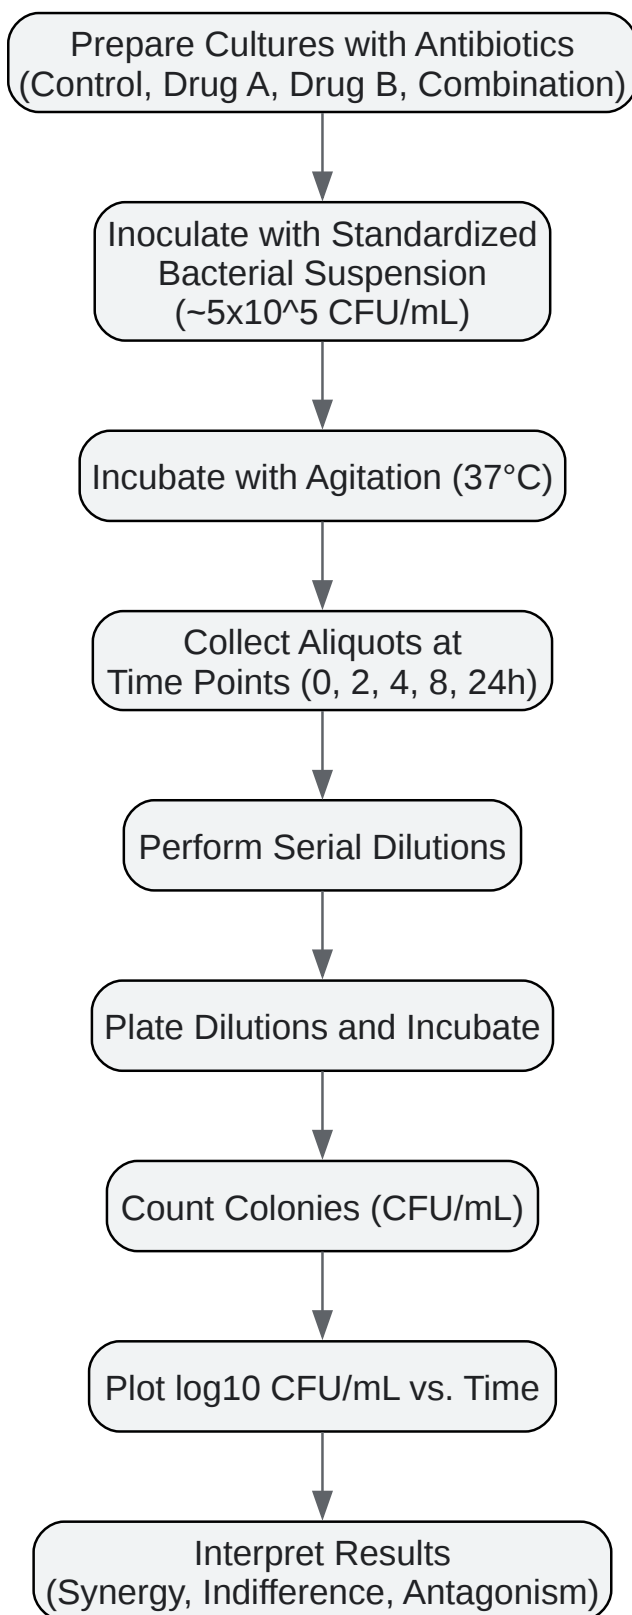 Prepare Cultures with Antibiotics
(Control, Drug A, Drug B, Combination)
Inoculate with Standardized
Bacterial Suspension
(~5x10^5 CFU/mL)
Incubate with Agitation (37°C)
Collect Aliquots at
Time Points (0, 2, 4, 8, 24h)
Perform Serial Dilutions
Plate Dilutions and Incubate
Count Colonies (CFU/mL)
Plot log10 CFU/mL vs. Time
Interpret Results
(Synergy, Indifference, Antagonism)